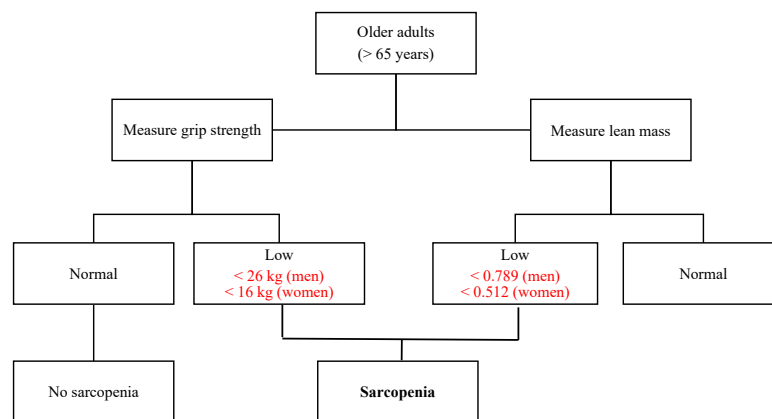 Older adults
(> 65 years)
Measure grip strength
Measure lean mass
Normal
Low
< 26 kg (men)
< 16 kg (women)
Low
< 0.789 (men)
< 0.512 (women)
Normal
No sarcopenia
Sarcopenia